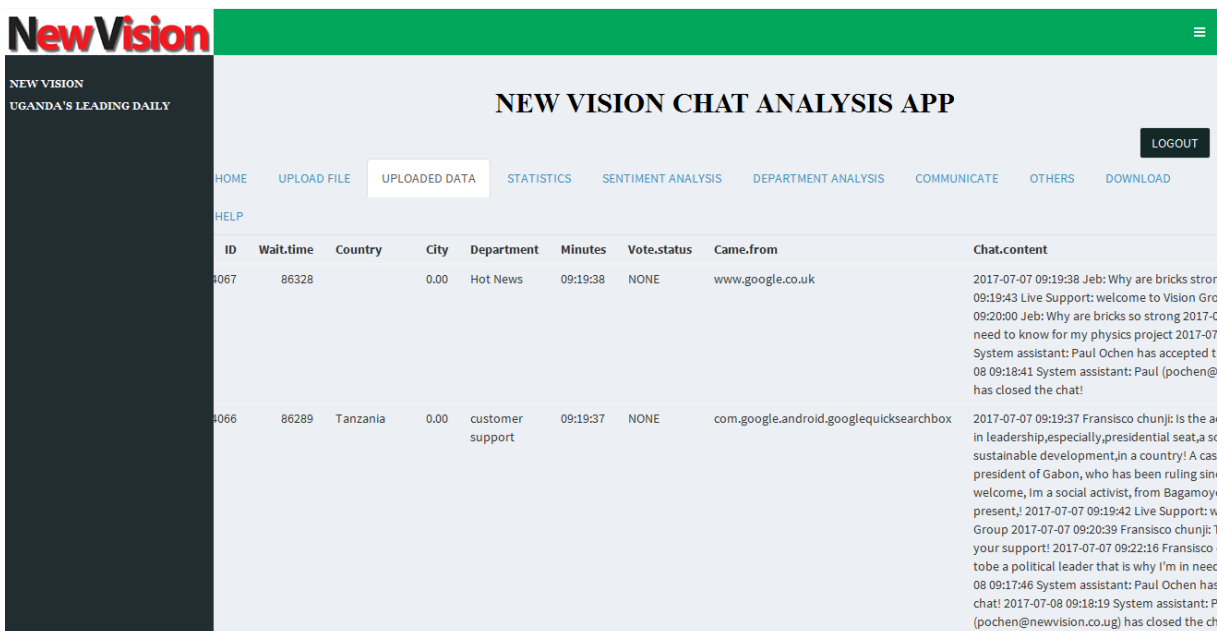 New Vision
NEW VISION
UGANDA'S LEADING DAILY
NEW VISION CHAT ANALYSIS APP
LOGOUT
HOME UPLOAD FILE UPLOADED DATA STATISTICS SENTIMENT ANALYSIS DEPARTMENT ANALYSIS COMMUNICATE OTHERS DOWNLOAD
HELP
ID Wait.time Country City Department Minutes Vote.status Came.from Chat.content
4067 86328 0.00 Hot News 09:19:38 NONE www.google.co.uk 2017-07-07 09:19:38 Jeb: Why are bricks
09:19:43 Live Support: welcome to Vision
09:20:00 Jeb: Why are bricks so strong
need to know for my physics project
System assistant: Paul Ochen has accepted
08 09:18:41 System assistant: Paul (pochen@
has closed the chat!
4066 86289 Tanzania 0.00 customer support 09:19:37 NONE com.google.android.googlequicksearchbox 2017-07-07 09:19:37 Fransisco chunji: Is the
in leadership,especially,presidential seat,a
sustainable development,in a country! A
president of Gabon, who has been ruling
welcome, Im a social activist, from
present,! 2017-07-07 09:19:42 Live Support:
Group 2017-07-07 09:20:39 Fransisco chunji:
your support! 2017-07-07 09:22:16 Fransisco
tobe a political leader that is why I'm in
08 09:17:46 System assistant: Paul Ochen has
chat! 2017-07-08 09:18:19 System assistant:
(pochen@newvision.co.ug) has closed the